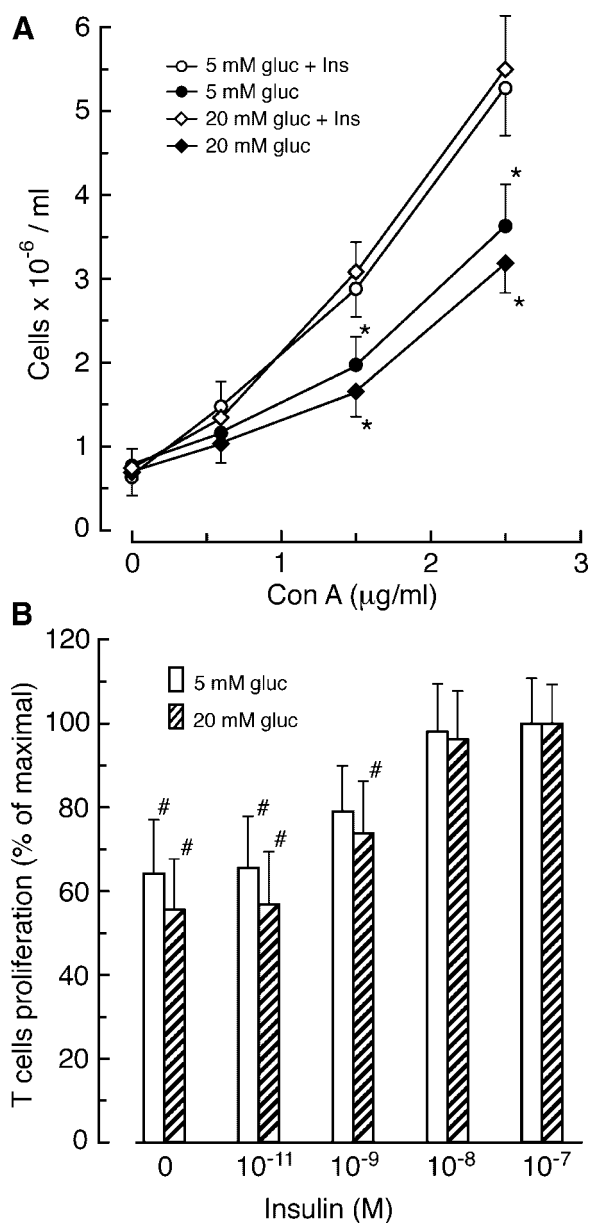 A
6
5 mM gluc + Ins
5 mM gluc
20 mM gluc + Ins
20 mM gluc
5
4
3
2
1
0
Cells x 10⁻⁶ / ml
*
*
*
*
0 1 2 3
Con A (µg/ml)
B
120
100
80
60
40
20
0
T cells proliferation (% of maximal)
5 mM gluc
20 mM gluc
# # # # #
0 10⁻¹¹ 10⁻⁹ 10⁻⁸ 10⁻⁷
Insulin (M)